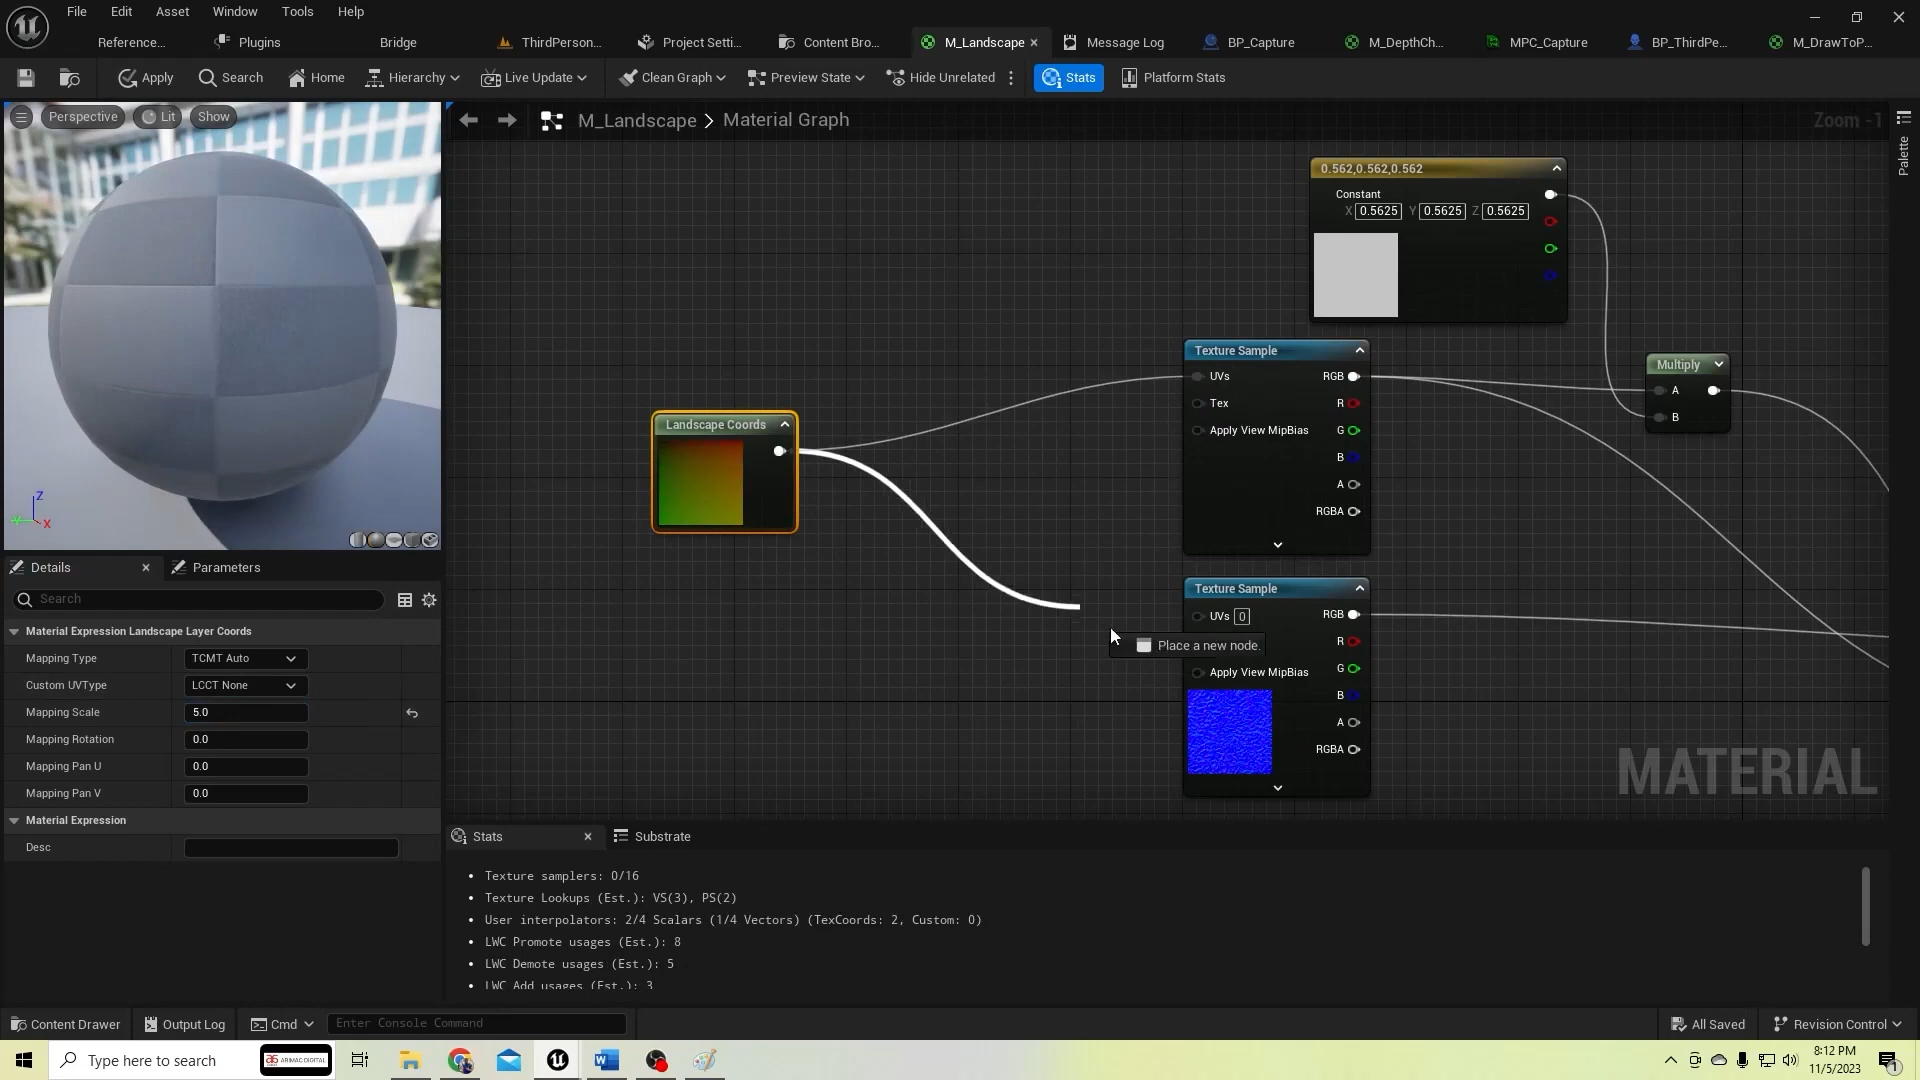 File Edit Asset Window Tools Help
Reference... Plugins Bridge ThirdPerson... Project Setti... Content Bro... M_Landscape Message Log BP_Capture M_DepthCh... MPC_Capture BP_ThirdPe... M_DrawToP...
Apply Search Home Hierarchy Live Update Clean Graph Preview State Hide Unrelated Stats Platform Stats
Perspective Lit Show
M_Landscape > Material Graph
Zoom -1
Palette
0.562,0.562,0.562
Constant
X 0.5625 Y 0.5625 Z 0.5625
Texture Sample
UVs RGB
Tex R
Apply View MipBias G
B
A
RGBA
Multiply
A
B
Landscape Coords
Texture Sample
UVs 0 RGB
R
Place a new node.
Apply View MipBias G
B
A
RGBA
MATERIAL
Z
Y
X
Details Parameters
Search
Material Expression Landscape Layer Coords
Mapping Type TCMT Auto
Custom UVType LCCT None
Mapping Scale 5.0
Mapping Rotation 0.0
Mapping Pan U 0.0
Mapping Pan V 0.0
Material Expression
Desc
Stats Substrate
Texture samplers: 0/16
Texture Lookups (Est.): VS(3), PS(2)
User interpolators: 2/4 Scalars (1/4 Vectors) (TexCoords: 2, Custom: 0)
LWC Promote usages (Est.): 8
LWC Demote usages (Est.): 5
LWC Add usages (Est.): 3
Content Drawer Output Log Cmd Enter Console Command All Saved Revision Control
Type here to search ARIMAC DIGITAL
8:12 PM
11/5/2023
1